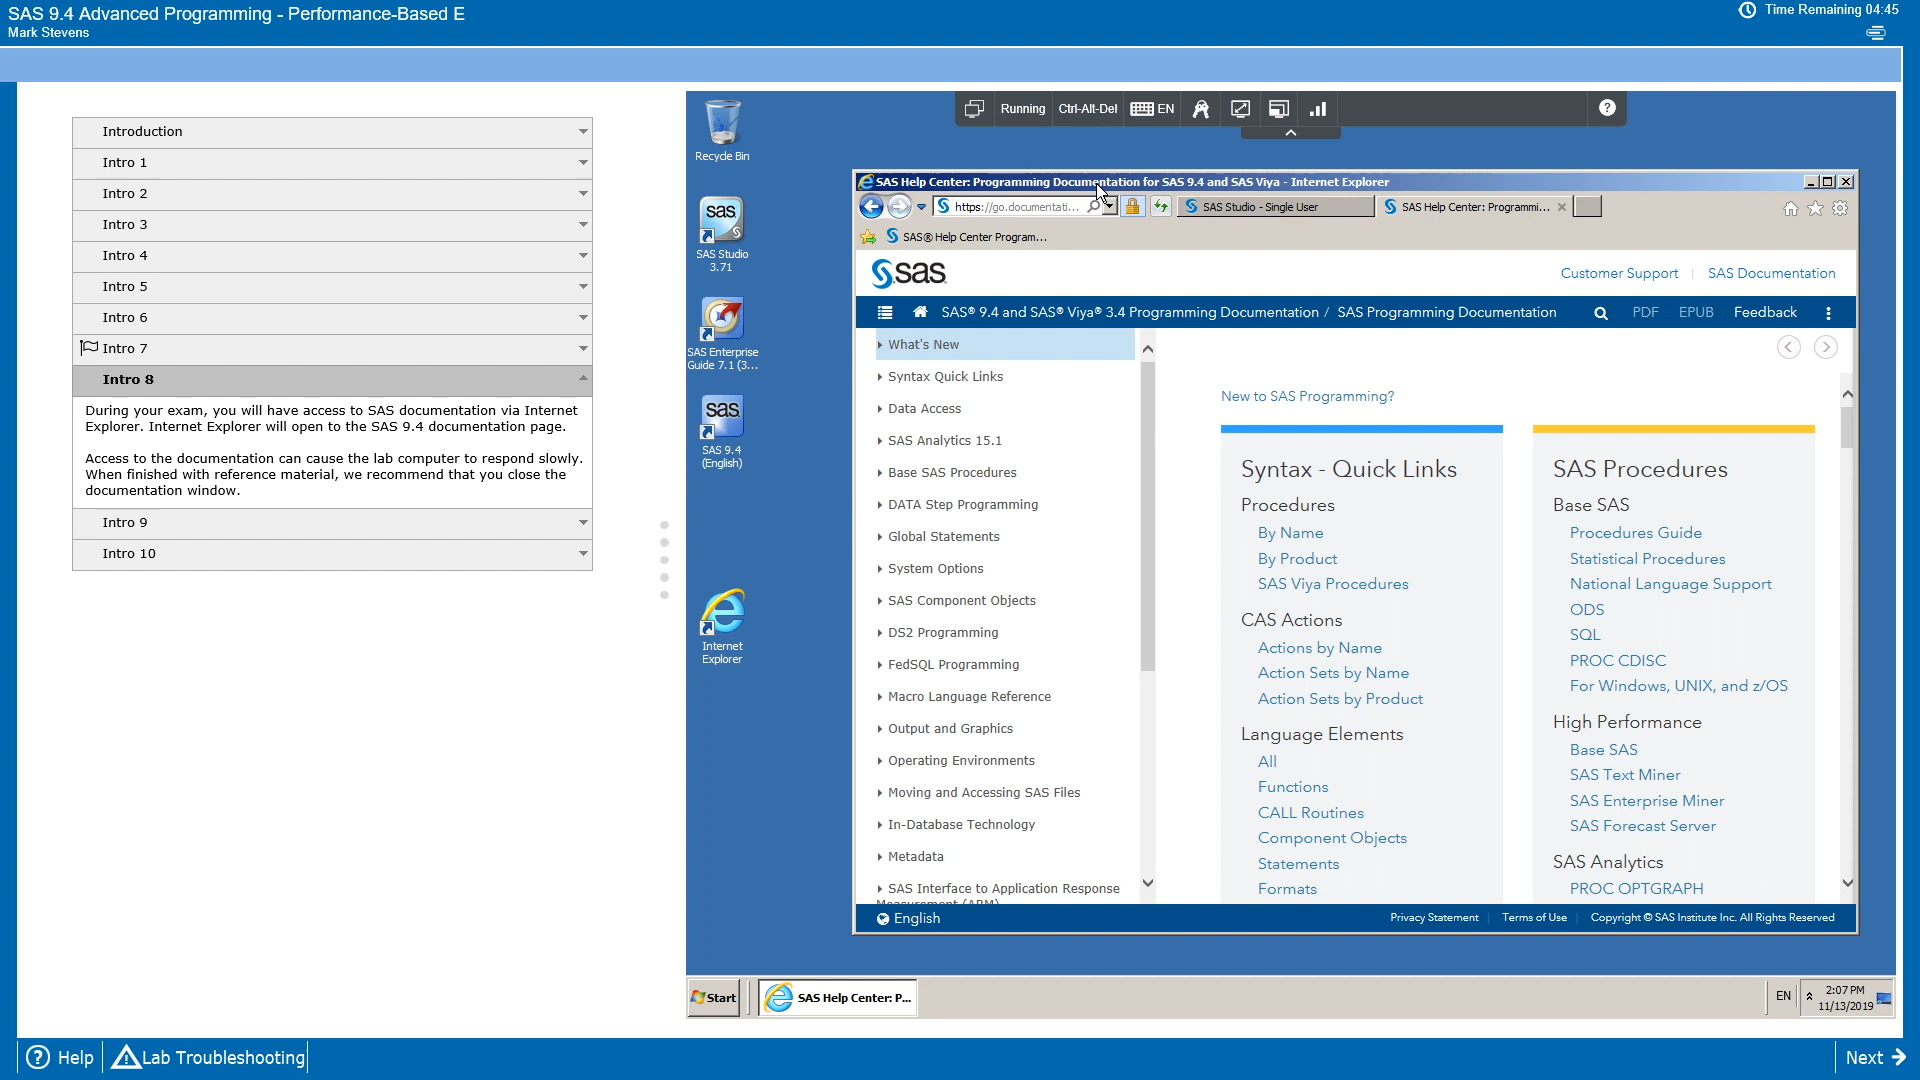 SAS 9.4 Advanced Programming - Performance-Based E
Mark Stevens
Time Remaining 04:45
Introduction
Intro 1
Intro 2
Intro 3
Intro 4
Intro 5
Intro 6
Intro 7
Intro 8
During your exam, you will have access to SAS documentation via Internet
Explorer. Internet Explorer will open to the SAS 9.4 documentation page.
Access to the documentation can cause the lab computer to respond slowly.
When finished with reference material, we recommend that you close the
documentation window.
Intro 9
Intro 10
Recycle Bin
sas
SAS Studio
3.71
SAS Enterprise
Guide 7.1 (3...
sas
SAS 9.4
(English)
Internet
Explorer
Running
Ctrl-Alt-Del
EN
SAS Help Center: Programming Documentation for SAS 9.4 and SAS Viya - Internet Explorer
https://go.documentati...
SAS Studio - Single User
SAS Help Center: Programmi...
SAS® Help Center Program...
sas
Customer Support
SAS Documentation
SAS® 9.4 and SAS® Viya® 3.4 Programming Documentation / SAS Programming Documentation
PDF
EPUB
Feedback
What's New
Syntax Quick Links
Data Access
SAS Analytics 15.1
Base SAS Procedures
DATA Step Programming
Global Statements
System Options
SAS Component Objects
DS2 Programming
FedSQL Programming
Macro Language Reference
Output and Graphics
Operating Environments
Moving and Accessing SAS Files
In-Database Technology
Metadata
SAS Interface to Application Response
Measurement (ARM)
New to SAS Programming?
Syntax - Quick Links
Procedures
By Name
By Product
SAS Viya Procedures
CAS Actions
Actions by Name
Action Sets by Name
Action Sets by Product
Language Elements
All
Functions
CALL Routines
Component Objects
Statements
Formats
SAS Procedures
Base SAS
Procedures Guide
Statistical Procedures
National Language Support
ODS
SQL
PROC CDISC
For Windows, UNIX, and z/OS
High Performance
Base SAS
SAS Text Miner
SAS Enterprise Miner
SAS Forecast Server
SAS Analytics
PROC OPTGRAPH
English
Privacy Statement
Terms of Use
Copyright © SAS Institute Inc. All Rights Reserved
Start
SAS Help Center: P...
EN
2:07 PM
11/13/2019
Help
Lab Troubleshooting
Next